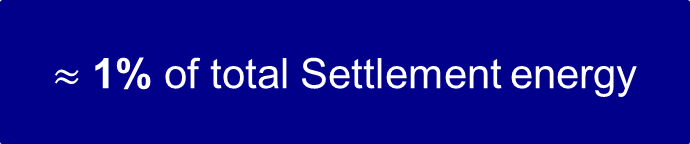 ≈ 1% of total Settlement energy